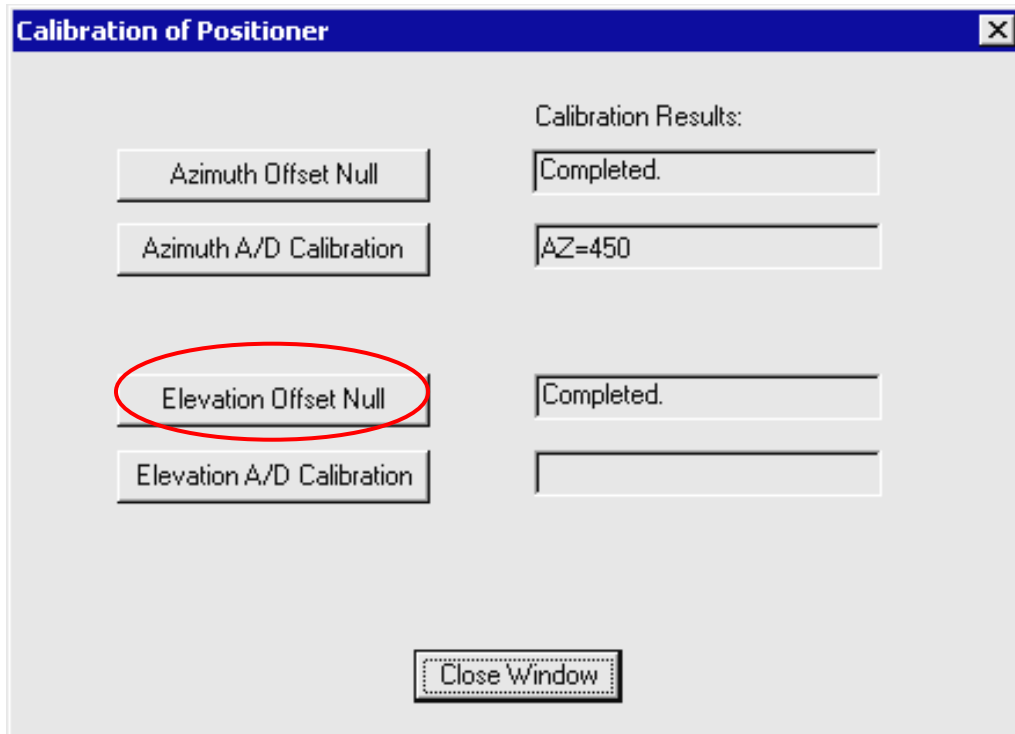 Calibration of Positioner
Calibration Results:
Azimuth Offset Null
Completed.
Azimuth A/D Calibration
AZ=450
Elevation Offset Null
Completed.
Elevation A/D Calibration
Close Window